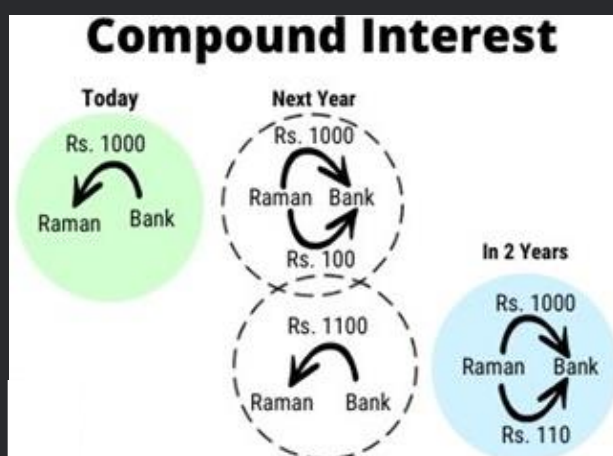 Compound Interest
Today
Rs. 1000
Raman Bank
Next Year
Rs. 1000
Raman Bank
Rs. 100
Rs. 1100
Raman Bank
In 2 Years
Rs. 1000
Raman Bank
Rs. 110